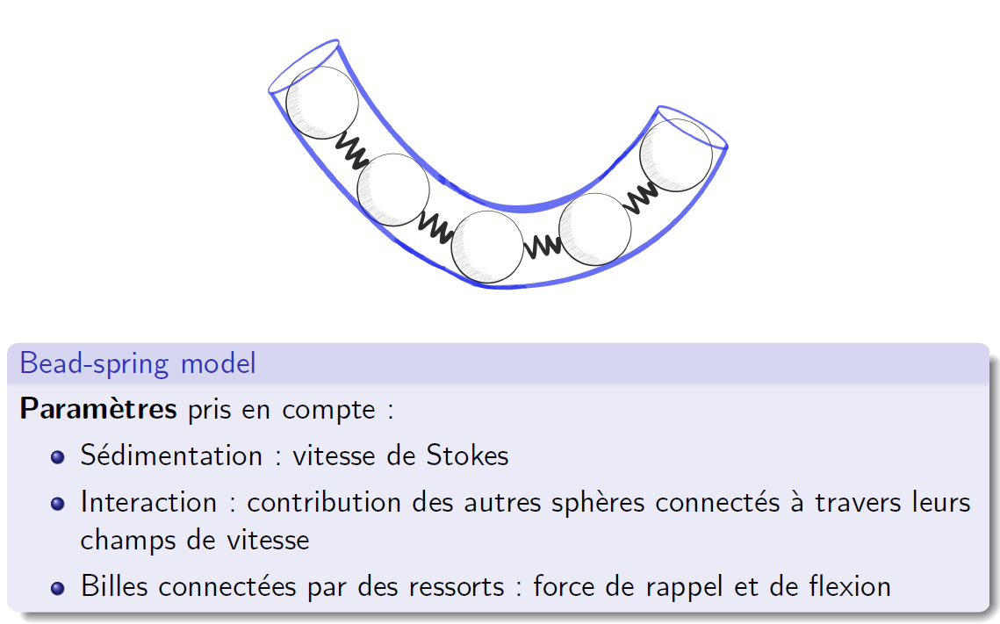 Bead-spring model
Paramètres pris en compte :
Sédimentation : vitesse de Stokes
Interaction : contribution des autres sphères connectés à travers leurs
champs de vitesse
Billes connectées par des ressorts : force de rappel et de flexion